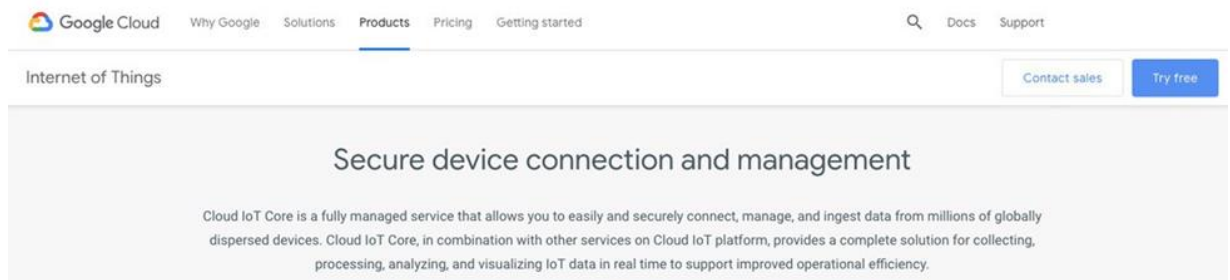 Google Cloud Why Google Solutions Products Pricing Getting started Docs Support
Internet of Things Contact sales Try free
Secure device connection and management
Cloud IoT Core is a fully managed service that allows you to easily and securely connect, manage, and ingest data from millions of globally
dispersed devices. Cloud IoT Core, in combination with other services on Cloud IoT platform, provides a complete solution for collecting,
processing, analyzing, and visualizing IoT data in real time to support improved operational efficiency.